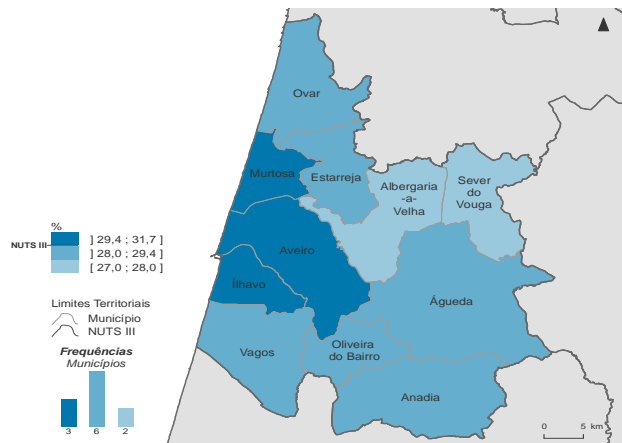 Ovar
Murtosa
Estarreja
Albergaria
-a-
Velha
Sever
do
Vouga
Aveiro
Ílhavo
Águeda
Vagos
Oliveira
do Bairro
Anadia
%
NUTS III
] 29,4 ; 31,7 ]
] 28,0 ; 29,4 ]
[ 27,0 ; 28,0 ]
Limites Territoriais
Município
NUTS III
Frequências
Municípios
3 6 2
0 5 km